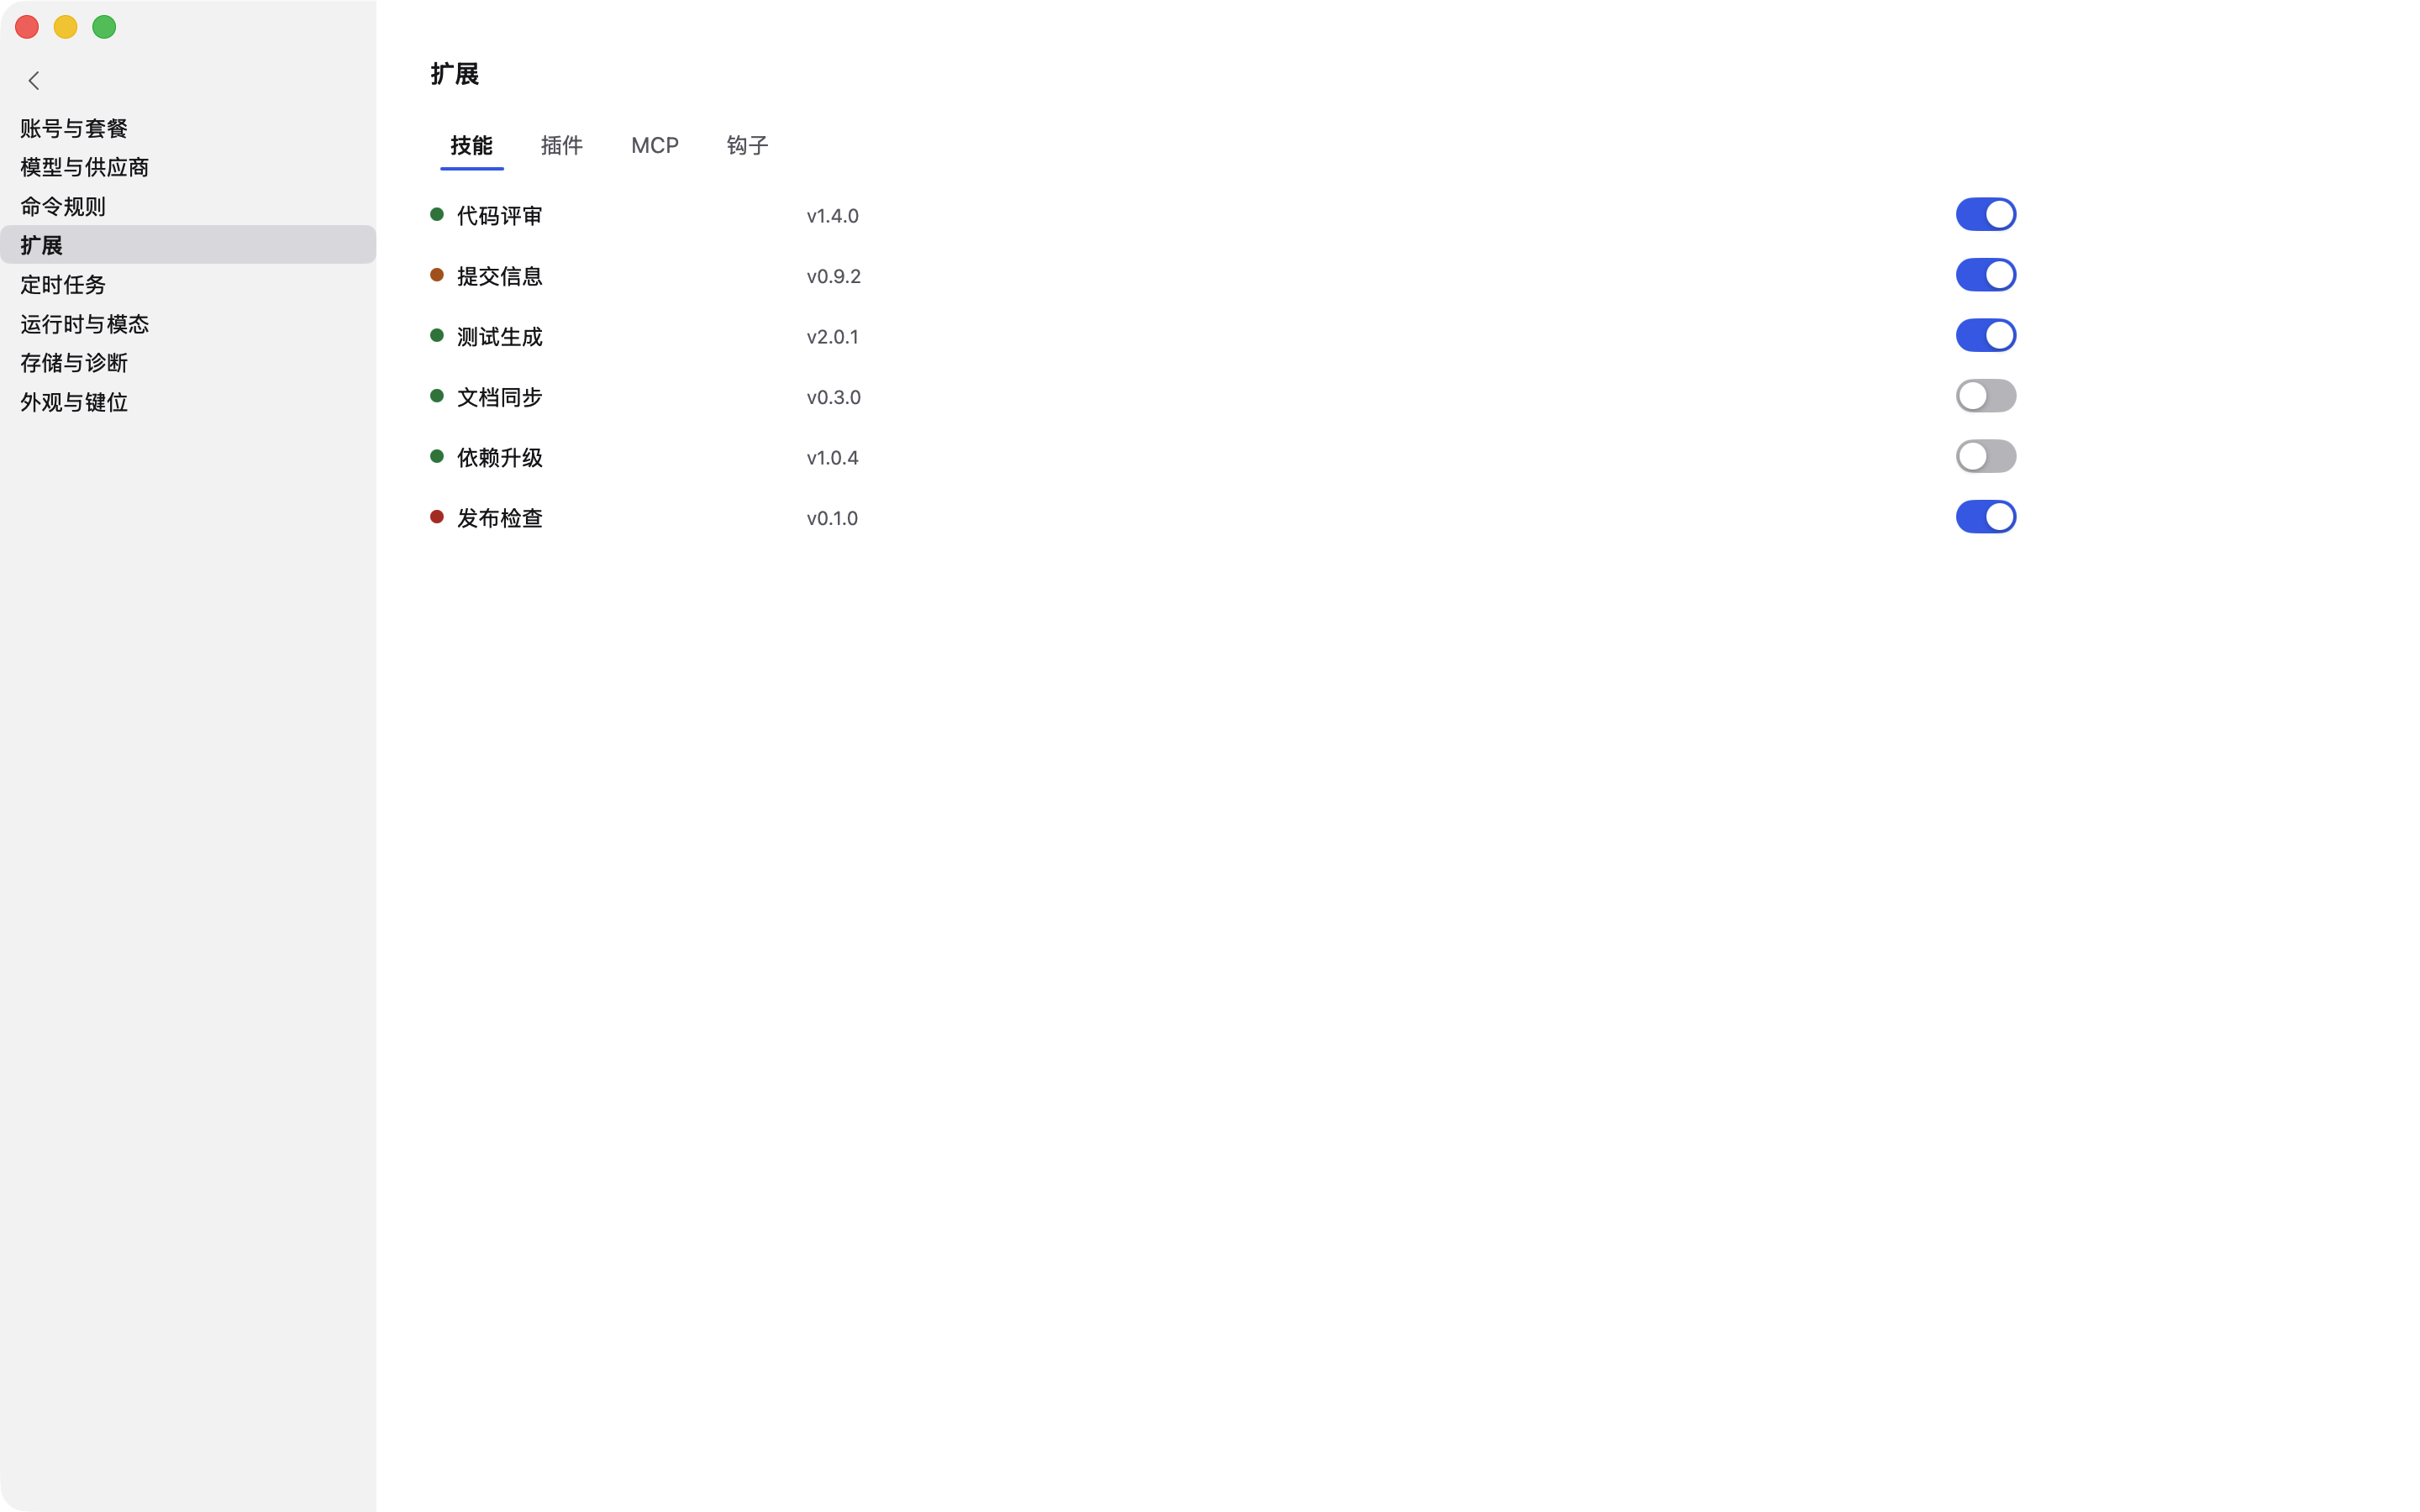 账号与套餐
模型与供应商
命令规则
扩展
定时任务
运行时与模态
存储与诊断
外观与键位
扩展
技能 插件 MCP 钩子
代码评审 v1.4.0
提交信息 v0.9.2
测试生成 v2.0.1
文档同步 v0.3.0
依赖升级 v1.0.4
发布检查 v0.1.0